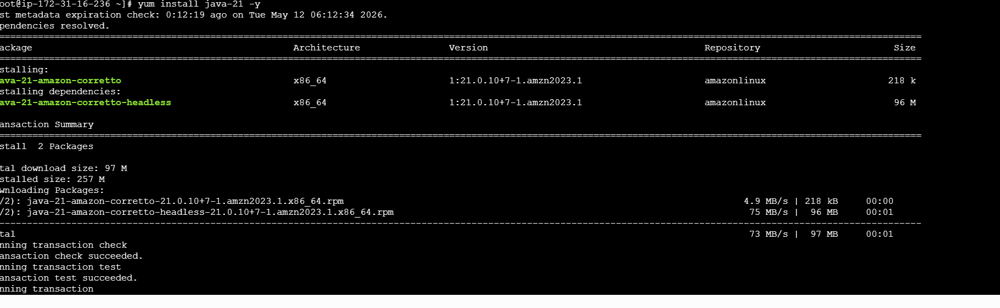 oot@ip-172-31-16-236 ~]# yum install java-21 -y
st metadata expiration check: 0:12:19 ago on Tue May 12 06:12:34 2026.
pendencies resolved.
ackage Architecture Version Repository Size
stalling:
ava-21-amazon-corretto x86_64 1:21.0.10+7-1.amzn2023.1 amazonlinux 218 k
stalling dependencies:
ava-21-amazon-corretto-headless x86_64 1:21.0.10+7-1.amzn2023.1 amazonlinux 96 M
ansaction Summary
stall  2 Packages
tal download size: 97 M
stalled size: 257 M
wnloading Packages:
/2): java-21-amazon-corretto-21.0.10+7-1.amzn2023.1.x86_64.rpm 4.9 MB/s | 218 kB 00:00
/2): java-21-amazon-corretto-headless-21.0.10+7-1.amzn2023.1.x86_64.rpm 75 MB/s |  96 MB 00:01
tal 73 MB/s |  97 MB 00:01
nning transaction check
ansaction check succeeded.
nning transaction test
ansaction test succeeded.
nning transaction